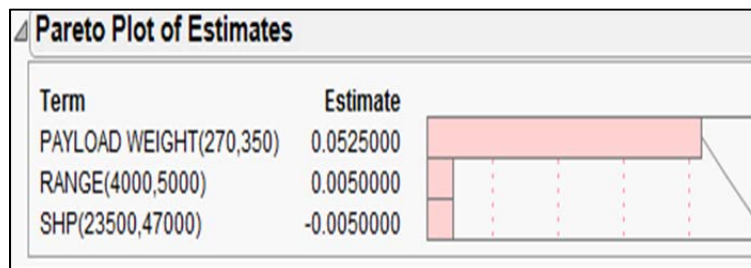 Pareto Plot of Estimates
Term Estimate
PAYLOAD WEIGHT(270,350) 0.0525000
RANGE(4000,5000) 0.0050000
SHP(23500,47000) -0.0050000